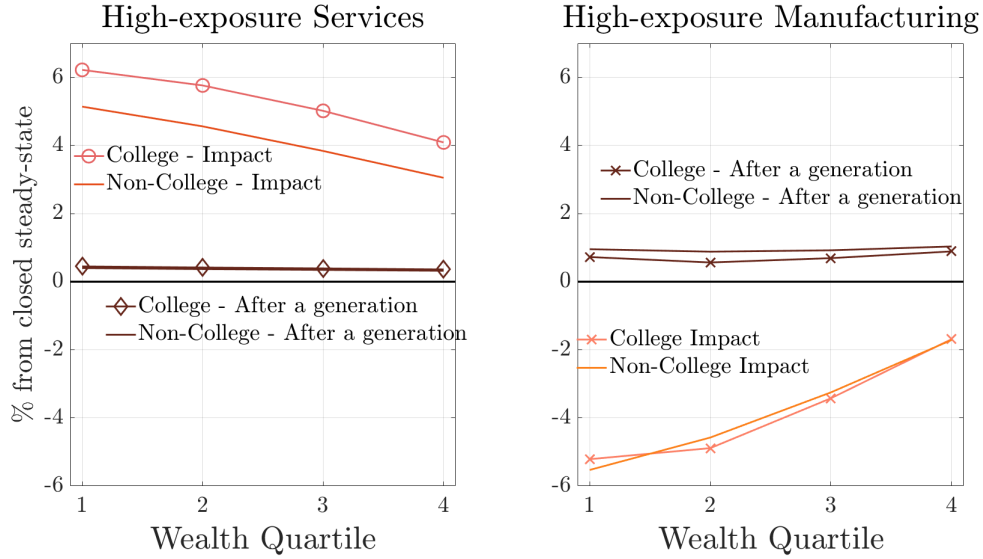 High-exposure Services
% from closed steady-state
6
4
2
0
-2
-4
-6
College - Impact
Non-College - Impact
College - After a generation
Non-College - After a generation
1 2 3 4
Wealth Quartile
High-exposure Manufacturing
6
4
2
0
-2
-4
-6
College - After a generation
Non-College - After a generation
College Impact
Non-College Impact
1 2 3 4
Wealth Quartile